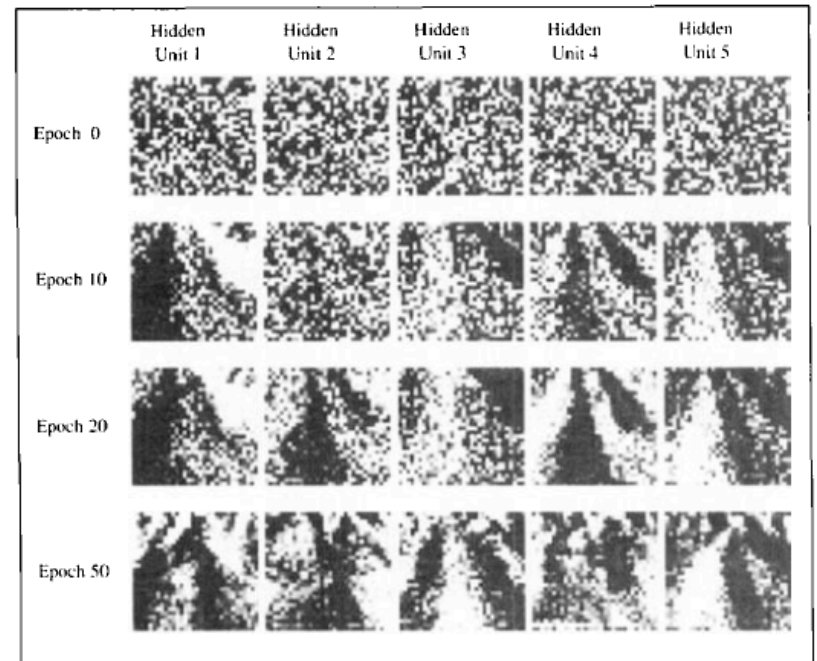 Hidden Hidden Hidden Hidden Hidden
Unit 1 Unit 2 Unit 3 Unit 4 Unit 5
Epoch 0
Epoch 10
Epoch 20
Epoch 50